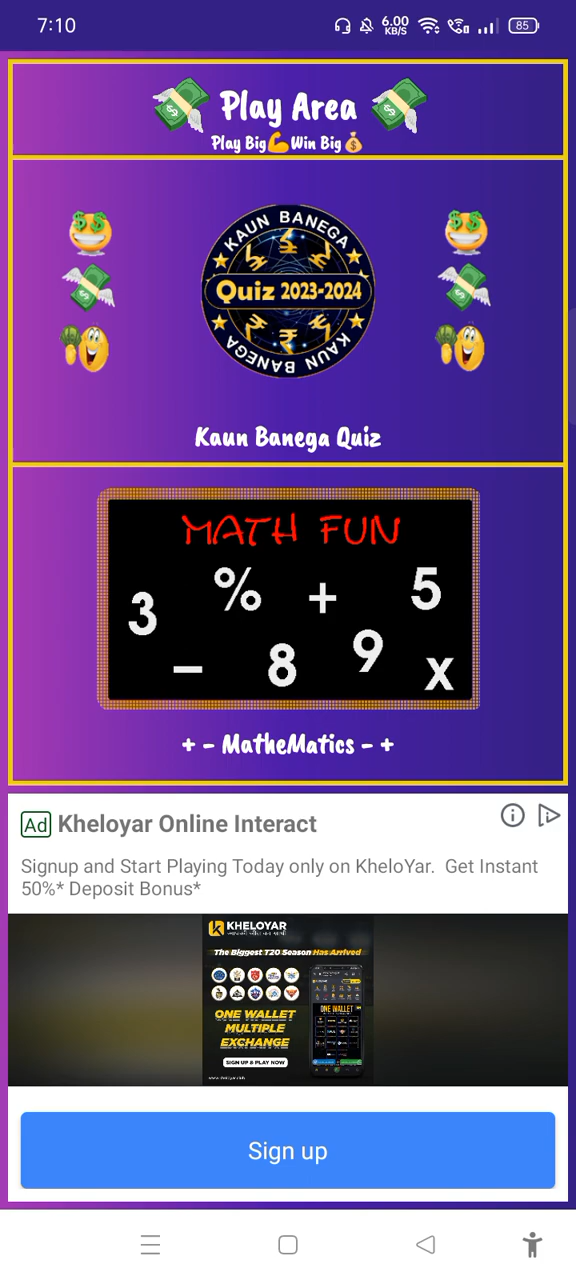 7:10
6.00
KB/S
85
Play Area
Play Big💪Win Big💰
KAUN BANEGA
Quiz 2023-2024
KAUN BANEGA
Kaun Banega Quiz
MATH FUN
3 % + 5
- 8 9 x
+ - MatheMatics - +
Ad Kheloyar Online Interact
Signup and Start Playing Today only on KheloYar. Get Instant
50%* Deposit Bonus*
KHELOYAR
The Biggest T20 Season Has Arrived
ONE WALLET
MULTIPLE
EXCHANGE
SIGN UP & PLAY NOW
ONE WALLET
Sign up